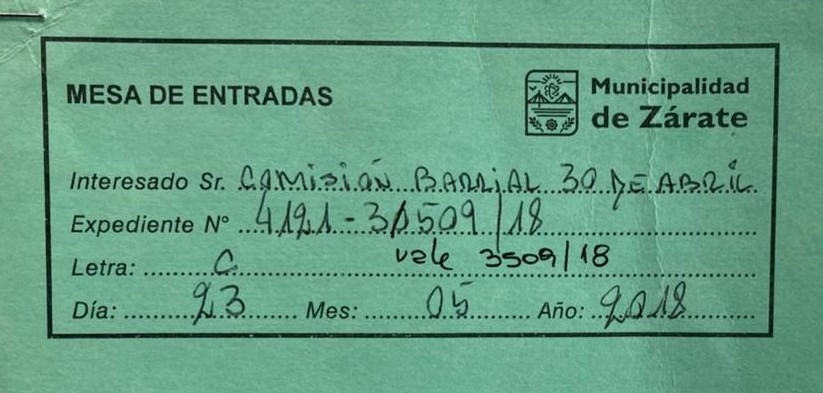 MESA DE ENTRADAS
Municipalidad
de Zárate
Interesado Sr. COMISIÓN BARRIAL 30 DE ABRIL
Expediente N° 4121-30509/18
vale 3509/18
Letra: C
Día: 23 Mes: 05 Año: 2018